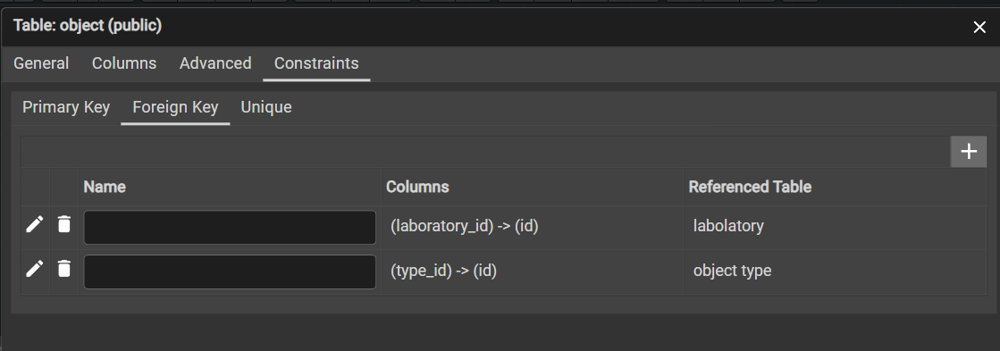 Table: object (public)
General Columns Advanced Constraints
Primary Key Foreign Key Unique
Name Columns Referenced Table
(laboratory_id) -> (id) labolatory
(type_id) -> (id) object type